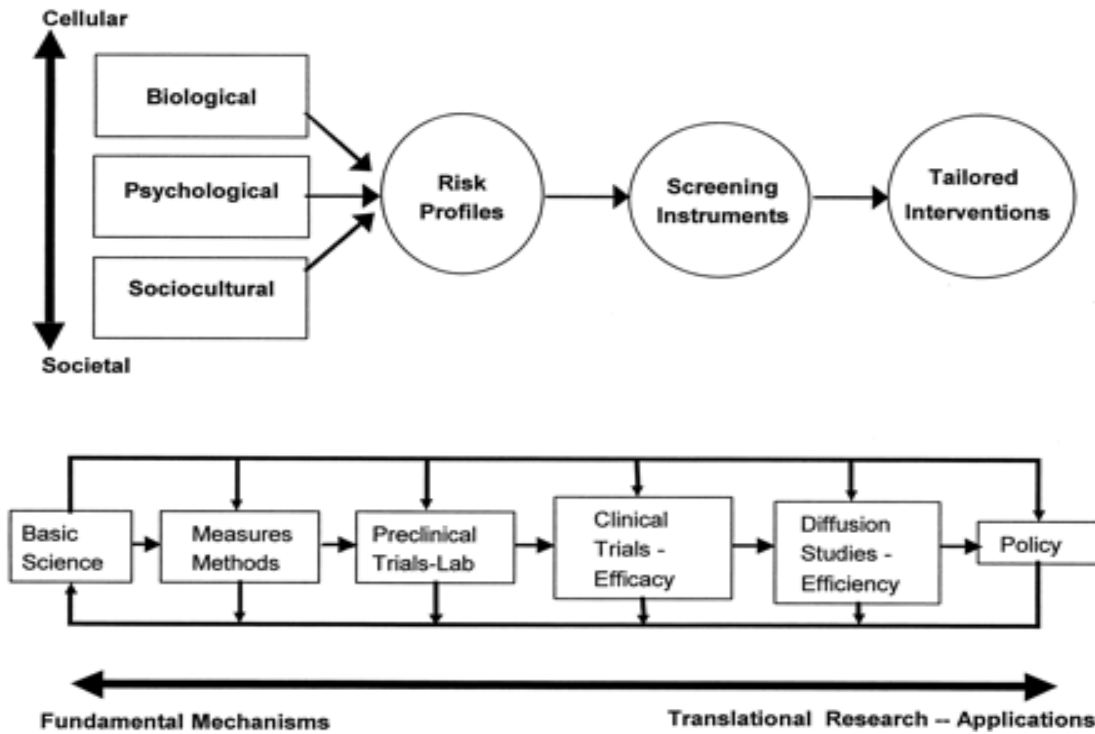 Cellular
Biological
Psychological
Sociocultural
Societal
Risk
Profiles
Screening
Instruments
Tailored
Interventions
Basic
Science
Measures
Methods
Preclinical
Trials-Lab
Clinical
Trials -
Efficacy
Diffusion
Studies -
Efficiency
Policy
Fundamental Mechanisms
Translational Research -- Applications